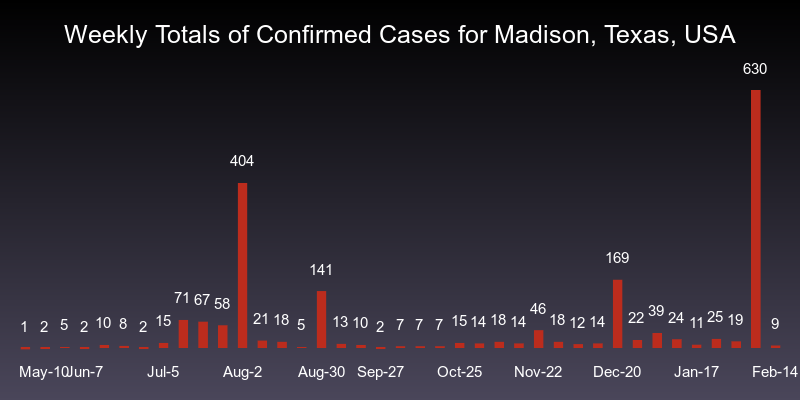 Weekly Totals of Confirmed Cases for Madison, Texas, USA
630
404
169
141
71 67 58
46
39
1 2 5 2 10 8 2 15 21 18 5 13 10 2 7 7 7 15 14 18 14 18 12 14 22 24 11 25 19 9
May-10 Jun-7 Jul-5 Aug-2 Aug-30 Sep-27 Oct-25 Nov-22 Dec-20 Jan-17 Feb-14